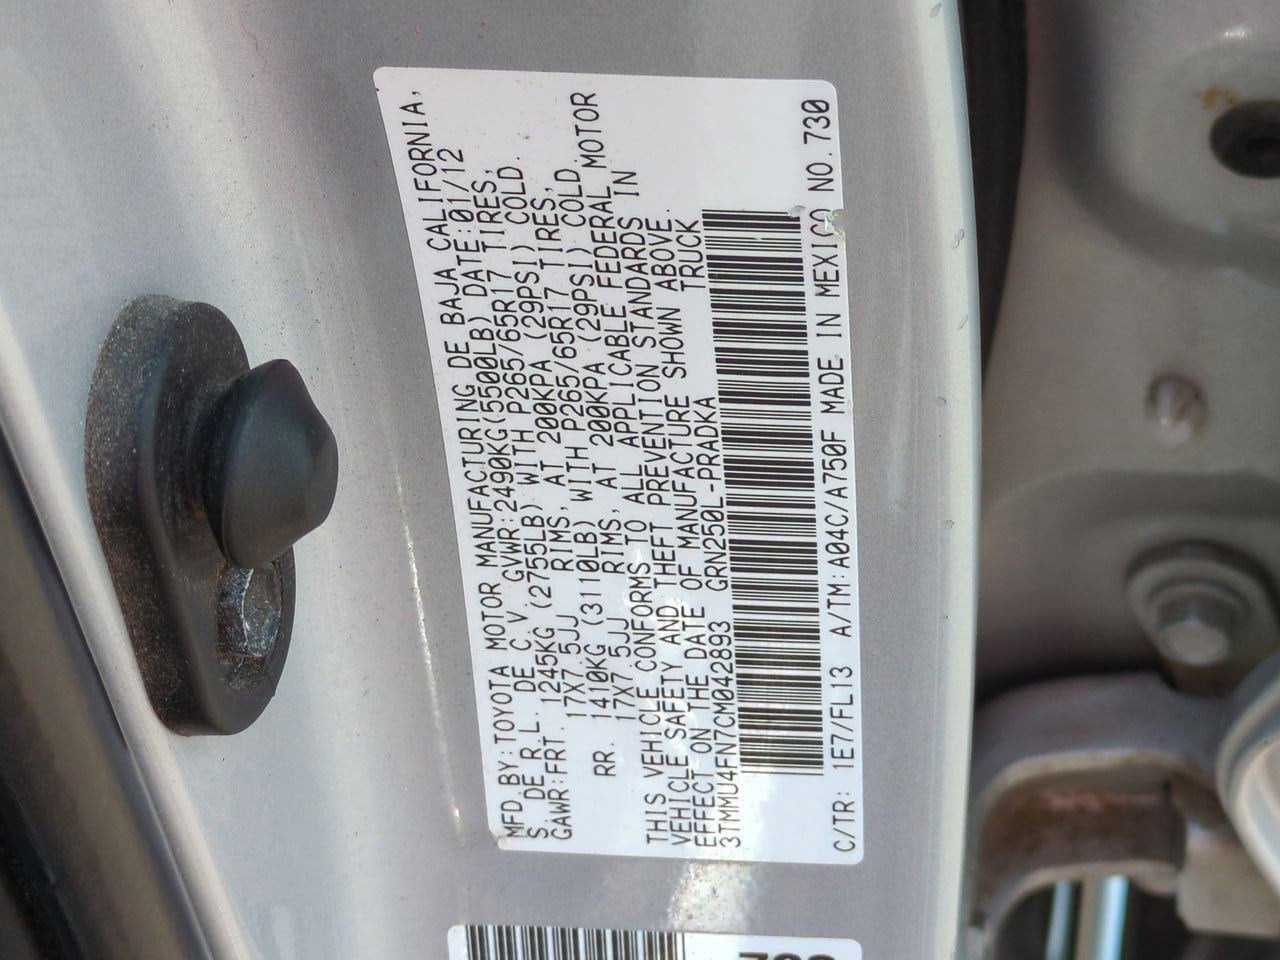 MFD.BY:TOYOTA MOTOR MANUFACTURING DE BAJA CALIFORNIA,
S. DE R.L. DE C.V. GVWR:2490KG(5500LB) DATE:01/12
GAWR:FRT. 1245KG (2755LB) WITH P265/65R17 TIRES,
17X7.5JJ RIMS, AT 200KPA (29PSI) COLD.
RR. 1410KG (3110LB) WITH P265/65R17 TIRES,
17X7.5JJ RIMS, AT 200KPA (29PSI) COLD.
THIS VEHICLE CONFORMS TO ALL APPLICABLE FEDERAL MOTOR
VEHICLE SAFETY AND THEFT PREVENTION STANDARDS IN
EFFECT ON THE DATE OF MANUFACTURE SHOWN ABOVE.
3TMMU4FN7CM042893 GRN250L-PRADKA TRUCK
C/TR: 1E7/FL13 A/TM:A04C/A750F MADE IN MEXICO NO.730